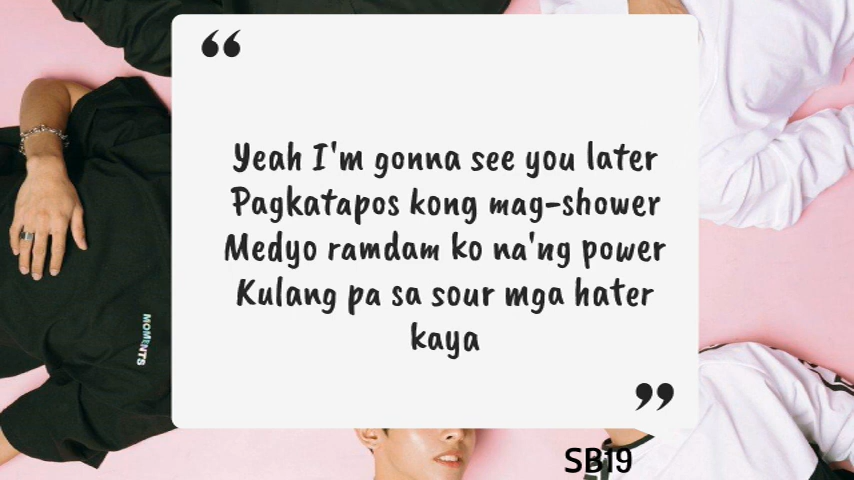 Yeah I'm gonna see you later
Pagkatapos kong mag-shower
Medyo ramdam ko na'ng power
Kulang pa sa sour mga hater
kaya
MOMENTS
SB19